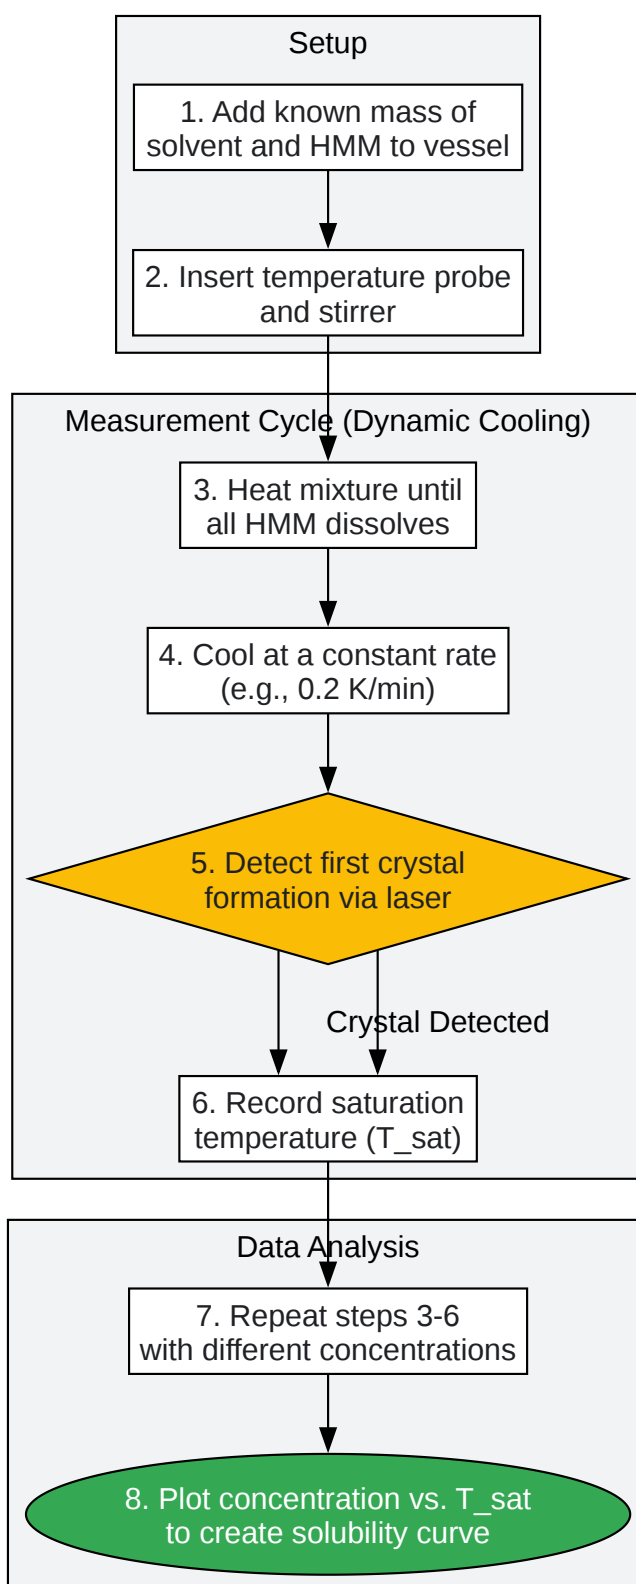 Setup
1. Add known mass of
solvent and HMM to vessel
2. Insert temperature probe
and stirrer
Measurement Cycle (Dynamic Cooling)
3. Heat mixture until
all HMM dissolves
4. Cool at a constant rate
(e.g., 0.2 K/min)
5. Detect first crystal
formation via laser
Crystal Detected
6. Record saturation
temperature (T_sat)
Data Analysis
7. Repeat steps 3-6
with different concentrations
8. Plot concentration vs. T_sat
to create solubility curve